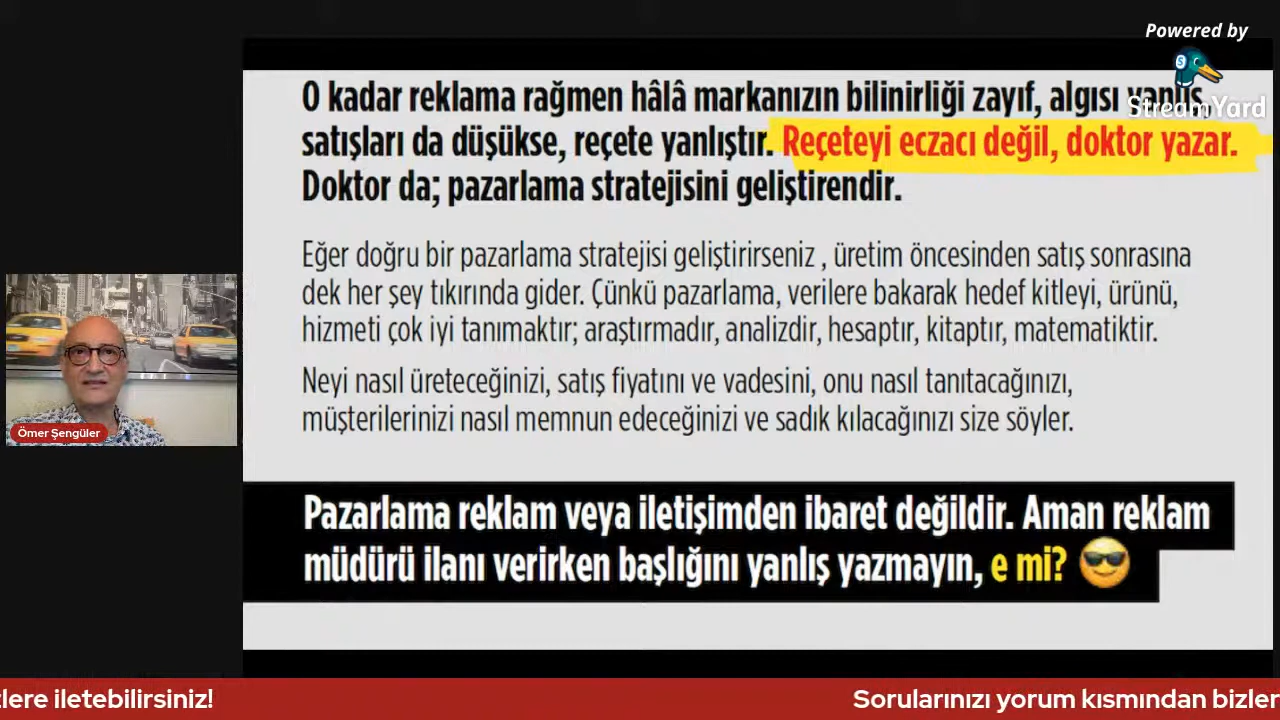 Powered by
StreamYard
O kadar reklama rağmen hâlâ markanızın bilinirliği zayıf, algısı yanlış,
satışları da düşükse, reçete yanlıştır. Reçeteyi eczacı değil, doktor yazar.
Doktor da; pazarlama stratejisini geliştirendir.
Eğer doğru bir pazarlama stratejisi geliştirirseniz , üretim öncesinden satış sonrasına
dek her şey tıkırında gider. Çünkü pazarlama, verilere bakarak hedef kitleyi, ürünü,
hizmeti çok iyi tanımaktır; araştırmadır, analizdir, hesaptır, kitaptır, matematiktir.
Neyi nasıl üreteceğinizi, satış fiyatını ve vadesini, onu nasıl tanıtacağınızı,
müşterilerinizi nasıl memnun edeceğinizi ve sadık kılacağınızı size söyler.
Ömer Şengüler
Pazarlama reklam veya iletişimden ibaret değildir. Aman reklam
müdürü ilanı verirken başlığını yanlış yazmayın, e mi? 😎
zlere iletebilirsiniz! Sorularınızı yorum kısmından bizler